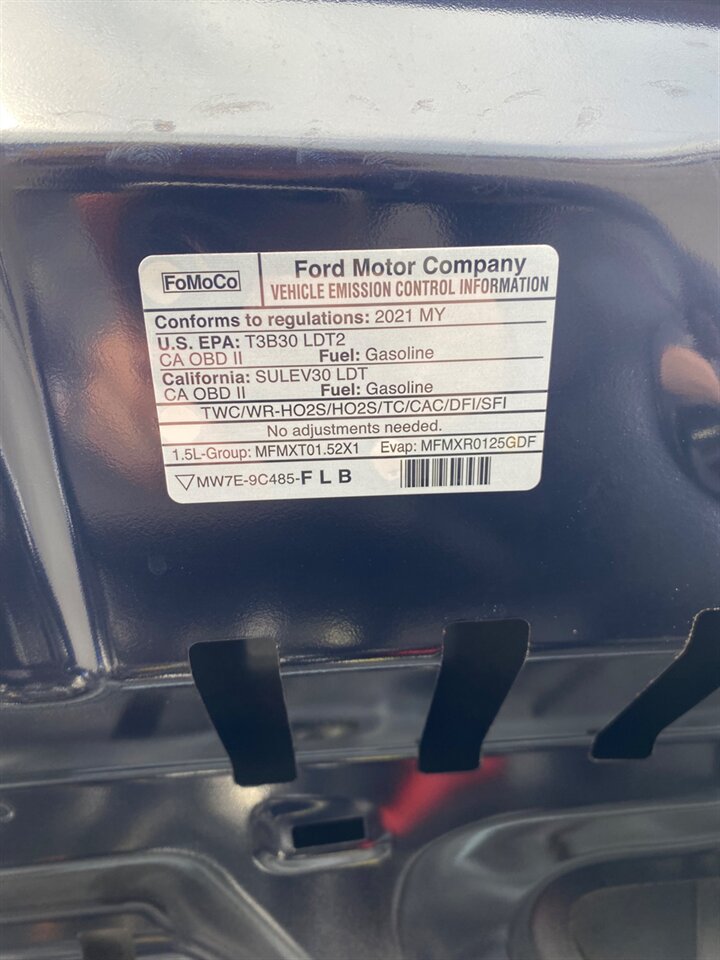 FoMoCo
Ford Motor Company
VEHICLE EMISSION CONTROL INFORMATION
Conforms to regulations: 2021 MY
U.S. EPA: T3B30 LDT2
CA OBD II Fuel: Gasoline
California: SULEV30 LDT
CA OBD II Fuel: Gasoline
TWC/WR-HO2S/HO2S/TC/CAC/DFI/SFI
No adjustments needed.
1.5L-Group: MFMXT01.52X1 Evap: MFMXR0125GDF
MW7E-9C485-F L B